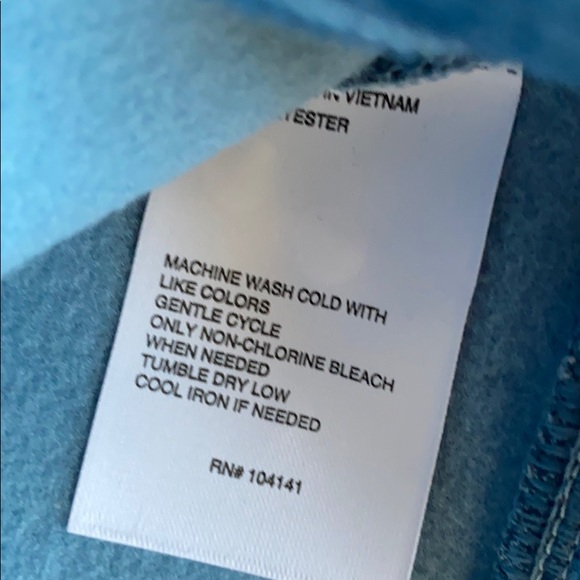 VIETNAM
MACHINE WASH COLD WITH
LIKE COLORS
GENTLE CYCLE
ONLY NON-CHLORINE BLEACH
WHEN NEEDED
TUMBLE DRY LOW
COOL IRON IF NEEDED
RN# 104141